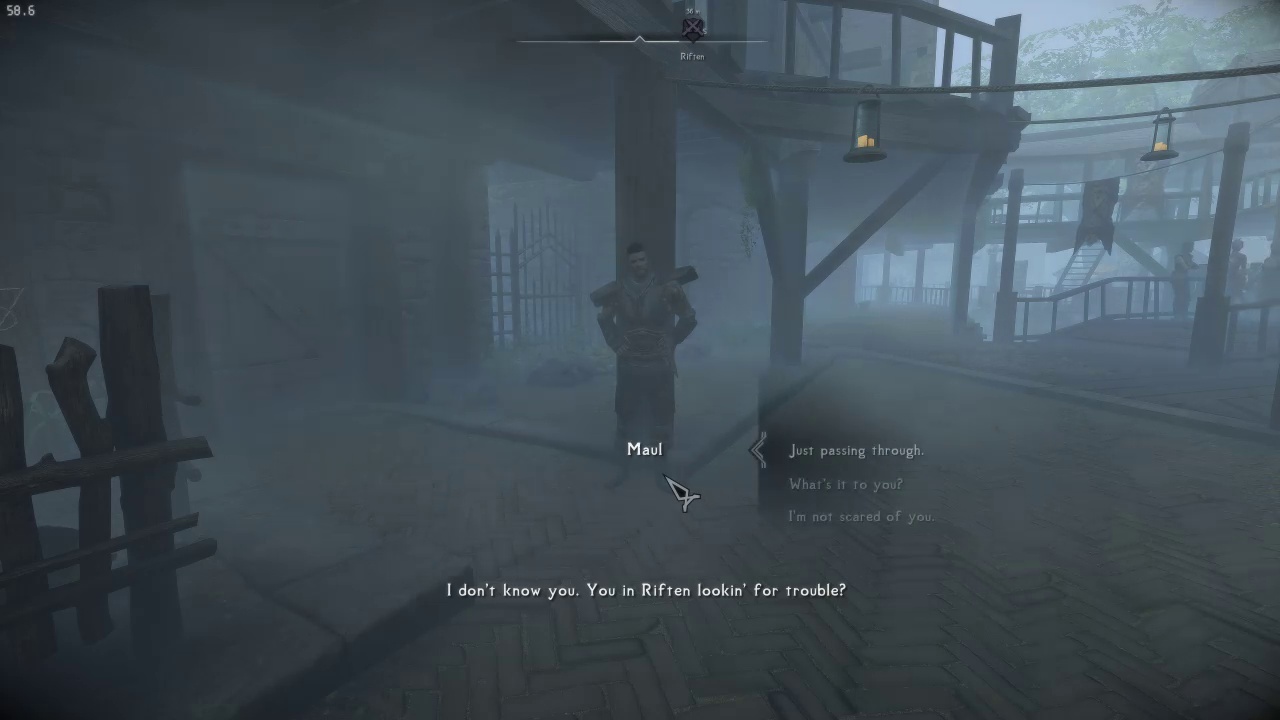 58.6
36 m
Riften
Maul
Just passing through.
What's it to you?
I'm not scared of you.
I don't know you. You in Riften lookin' for trouble?